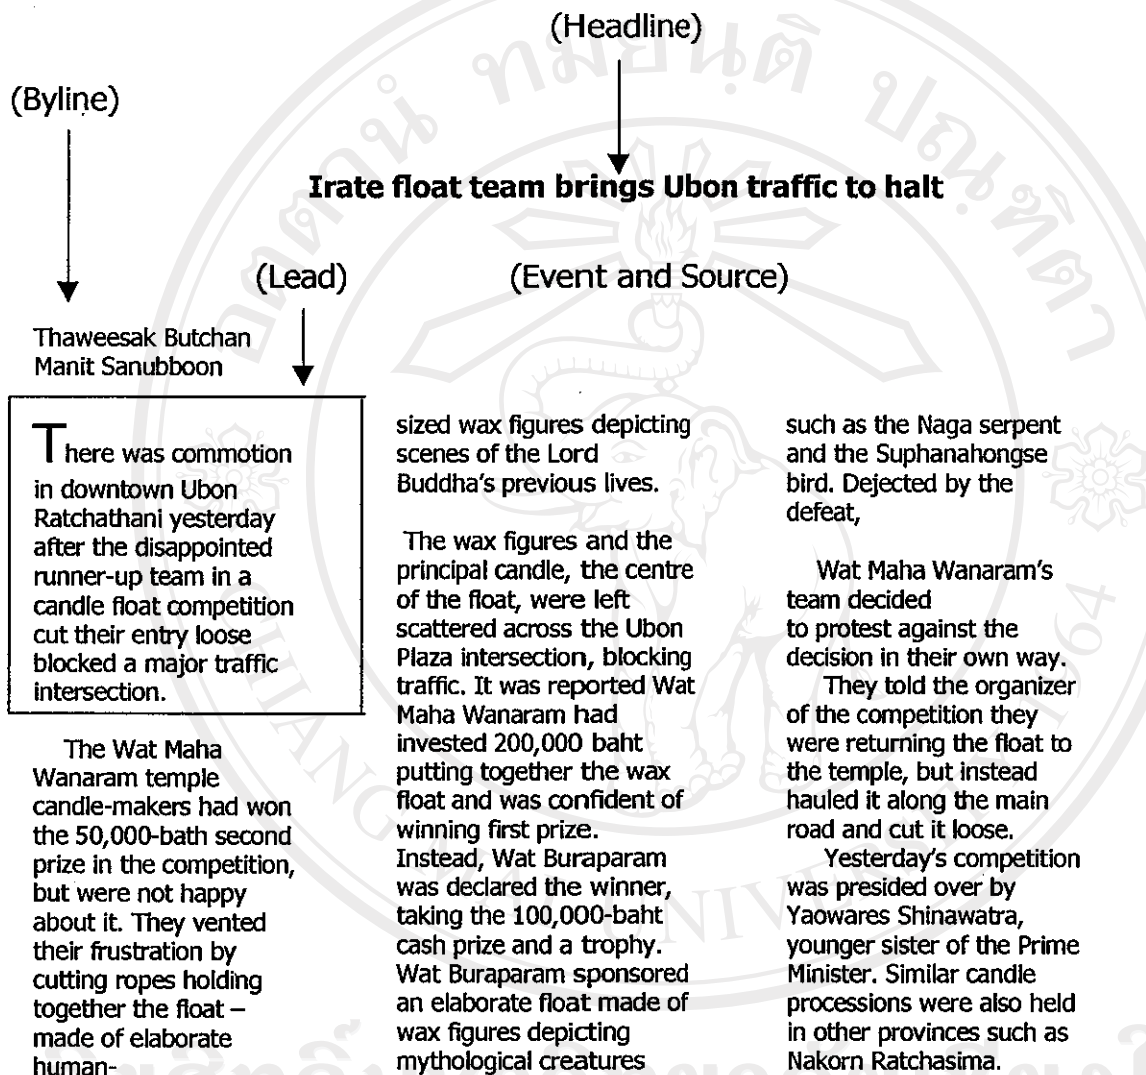 (Headline)
(Byline)
Irate float team brings Ubon traffic to halt
(Lead)
(Event and Source)
Thaweesak Butchan
Manit Sanubboon
There was commotion
in downtown Ubon
Ratchathani yesterday
after the disappointed
runner-up team in a
candle float competition
cut their entry loose
blocked a major traffic
intersection.
The Wat Maha
Wanaram temple
candle-makers had won
the 50,000-bath second
prize in the competition,
but were not happy
about it. They vented
their frustration by
cutting ropes holding
together the float –
made of elaborate
human-
sized wax figures depicting
scenes of the Lord
Buddha's previous lives.
The wax figures and the
principal candle, the centre
of the float, were left
scattered across the Ubon
Plaza intersection, blocking
traffic. It was reported Wat
Maha Wanaram had
invested 200,000 baht
putting together the wax
float and was confident of
winning first prize.
Instead, Wat Buraparam
was declared the winner,
taking the 100,000-baht
cash prize and a trophy.
Wat Buraparam sponsored
an elaborate float made of
wax figures depicting
mythological creatures
such as the Naga serpent
and the Suphanahongse
bird. Dejected by the
defeat,
Wat Maha Wanaram's
team decided
to protest against the
decision in their own way.
They told the organizer
of the competition they
were returning the float to
the temple, but instead
hauled it along the main
road and cut it loose.
Yesterday's competition
was presided over by
Yaowares Shinawatra,
younger sister of the Prime
Minister. Similar candle
processions were also held
in other provinces such as
Nakorn Ratchasima.